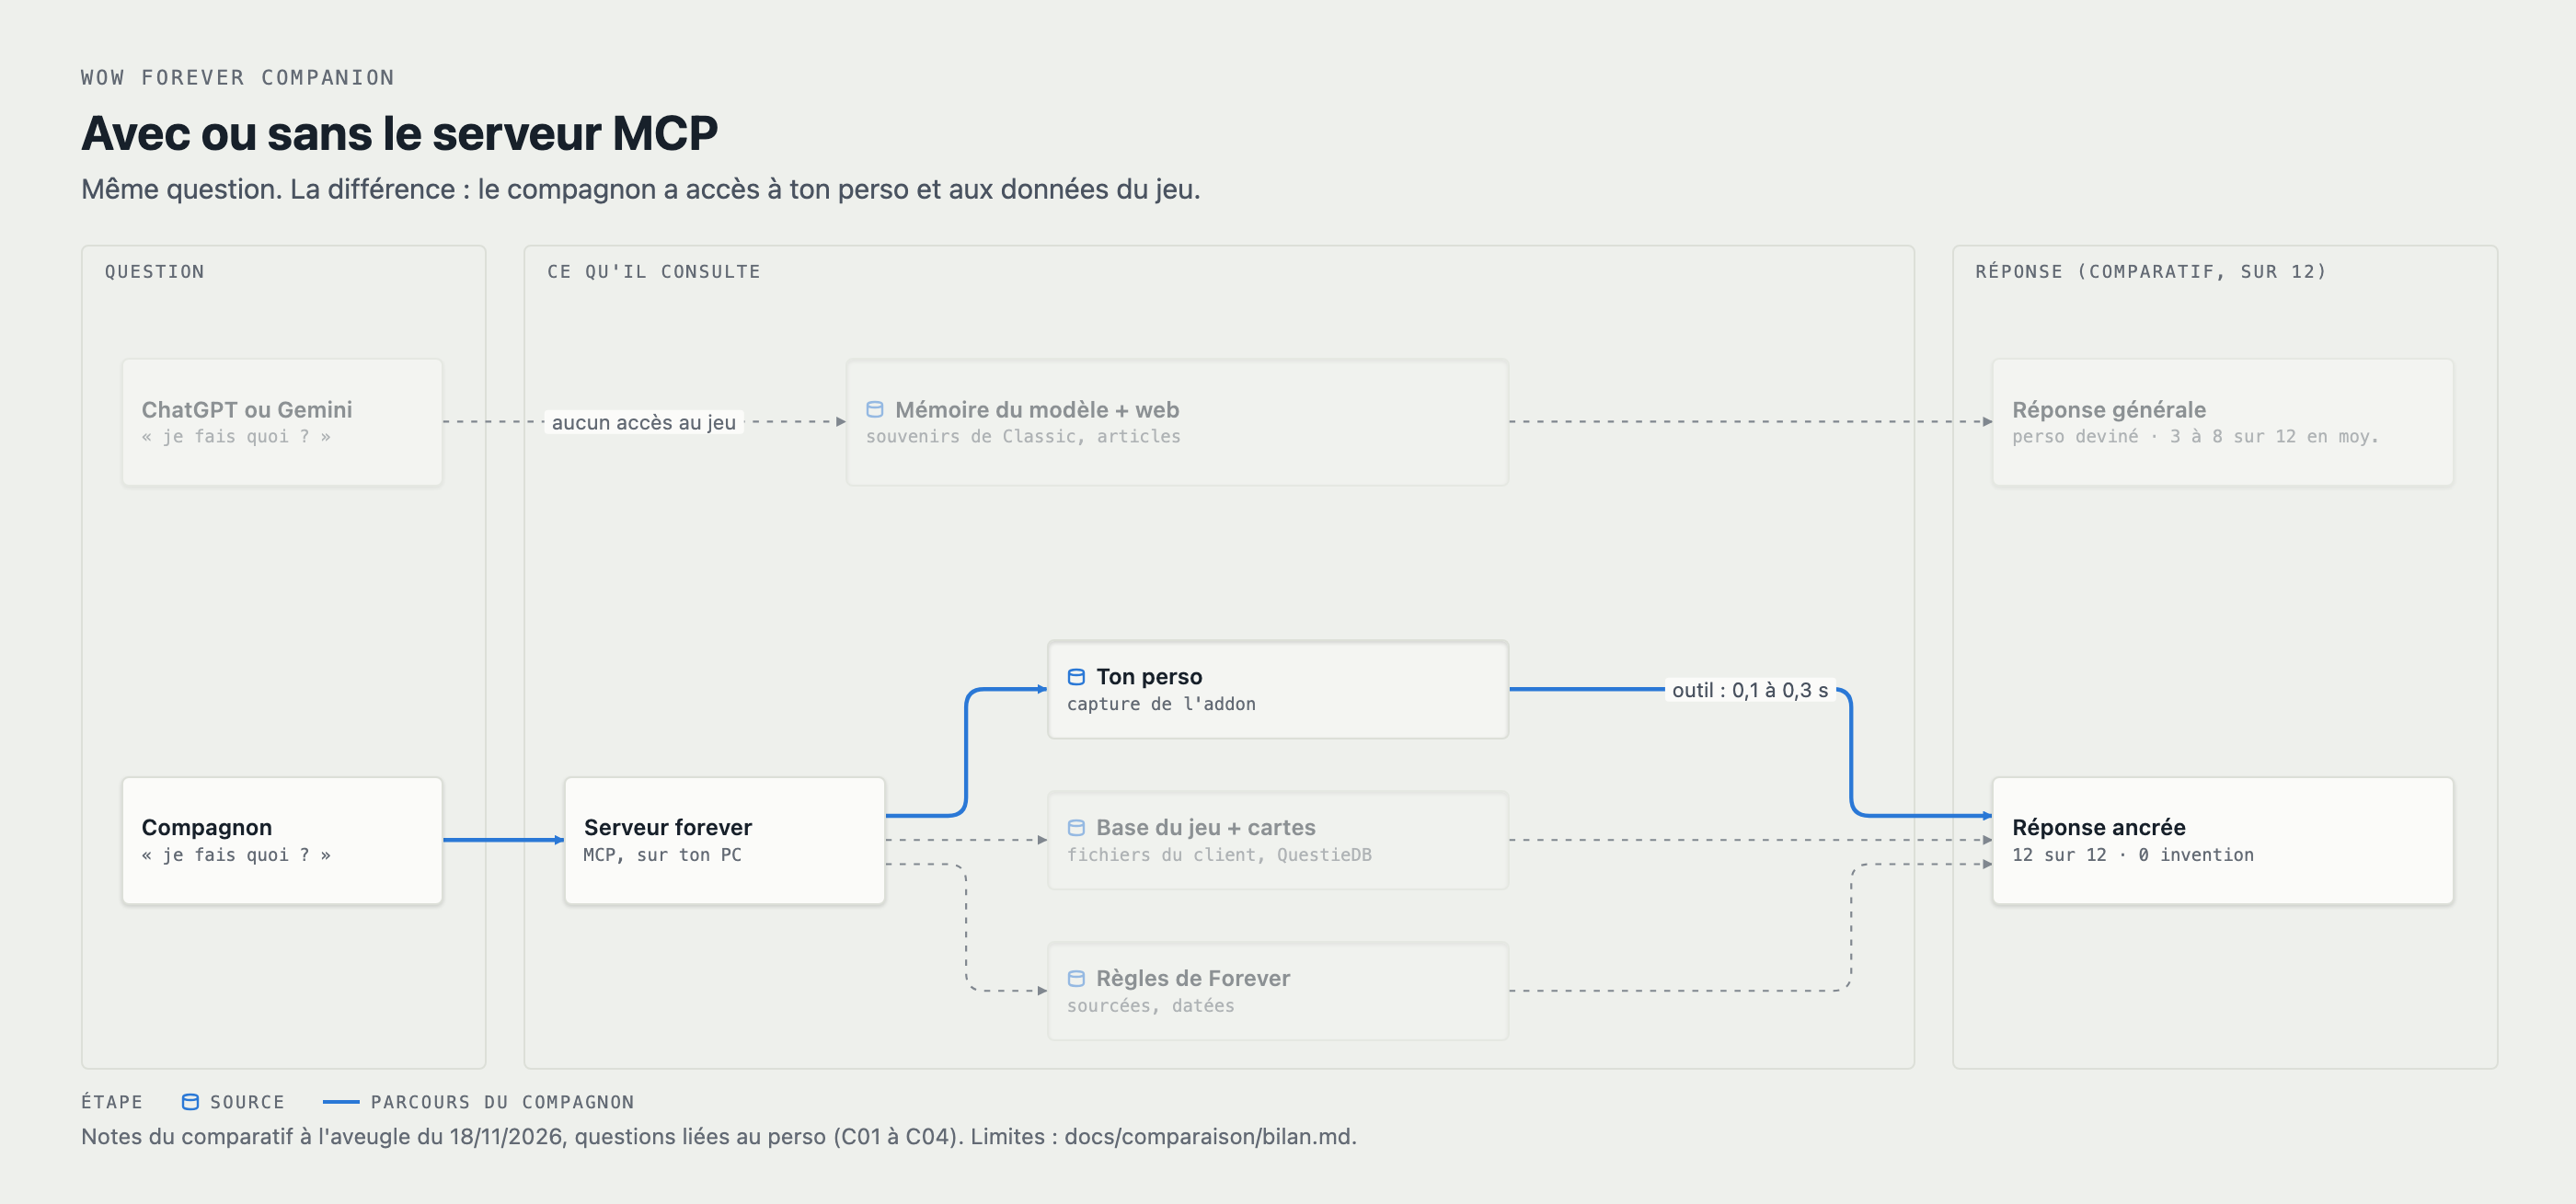 WOW FOREVER COMPANION
Avec ou sans le serveur MCP
Même question. La différence : le compagnon a accès à ton perso et aux données du jeu.
QUESTION
CE QU'IL CONSULTE
RÉPONSE (COMPARATIF, SUR 12)
ChatGPT ou Gemini
« je fais quoi ? »
aucun accès au jeu
Mémoire du modèle + web
souvenirs de Classic, articles
Réponse générale
perso deviné · 3 à 8 sur 12 en moy.
Ton perso
capture de l'addon
outil : 0,1 à 0,3 s
Compagnon
« je fais quoi ? »
Serveur forever
MCP, sur ton PC
Base du jeu + cartes
fichiers du client, QuestieDB
Réponse ancrée
12 sur 12 · 0 invention
Règles de Forever
sourcées, datées
ÉTAPE SOURCE PARCOURS DU COMPAGNON
Notes du comparatif à l'aveugle du 18/11/2026, questions liées au perso (C01 à C04). Limites : docs/comparaison/bilan.md.